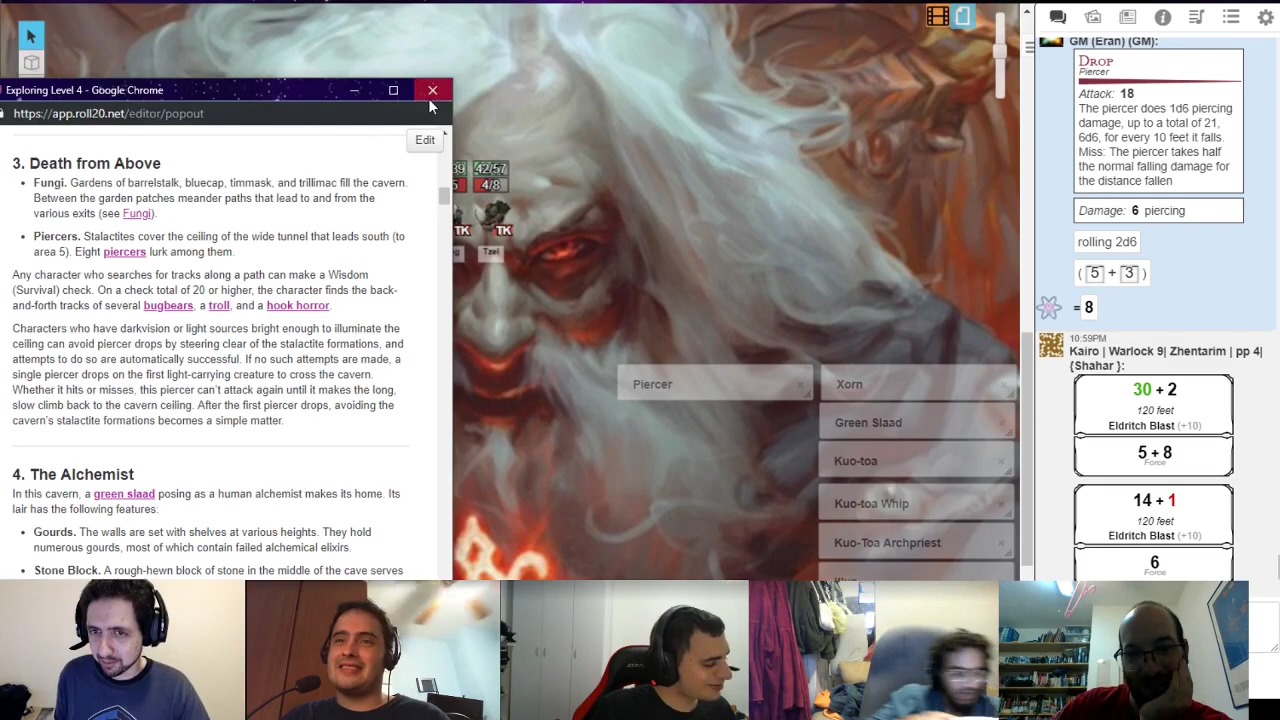 Exploring Level 4 - Google Chrome
https://app.roll20.net/editor/popout
Edit
3. Death from Above
Fungi. Gardens of barrelstalk, bluecap, timmask, and trillimac fill the cavern.
Between the garden patches meander paths that lead to and from the
various exits (see Fungi).
Piercers. Stalactites cover the ceiling of the wide tunnel that leads south (to
area 5). Eight piercers lurk among them.
Any character who searches for tracks along a path can make a Wisdom
(Survival) check. On a check total of 20 or higher, the character finds the back-
and-forth tracks of several bugbears, a troll, and a hook horror.
Characters who have darkvision or light sources bright enough to illuminate the
ceiling can avoid piercer drops by steering clear of the stalactite formations, and
attempts to do so are automatically successful. If no such attempts are made, a
single piercer drops on the first light-carrying creature to cross the cavern.
Whether it hits or misses, this piercer can't attack again until it makes the long,
slow climb back to the cavern ceiling. After the first piercer drops, avoiding the
cavern's stalactite formations becomes a simple matter.
4. The Alchemist
In this cavern, a green slaad posing as a human alchemist makes its home. Its
lair has the following features:
Gourds. The walls are set with shelves at various heights. They hold
numerous gourds, most of which contain failed alchemical elixirs.
Stone Block. A rough-hewn block of stone in the middle of the cave serves
39 42/57
5 4/8
TK TK
Tzel
Piercer
Xorn
Green Slaad
Kuo-toa
Kuo-toa Whip
Kuo-Toa Archpriest
GM (Eran) (GM):
Drop
Piercer
Attack: 18
The piercer does 1d6 piercing
damage, up to a total of 21,
6d6, for every 10 feet it falls.
Miss: The piercer takes half
the normal falling damage for
the distance fallen
Damage: 6 piercing
rolling 2d6
(5 + 3)
= 8
10:59PM
Kairo | Warlock 9| Zhentarim | pp 4|
{Shahar }:
30 + 2
120 feet
Eldritch Blast (+10)
5 + 8
Force
14 + 1
120 feet
Eldritch Blast (+10)
6
Force